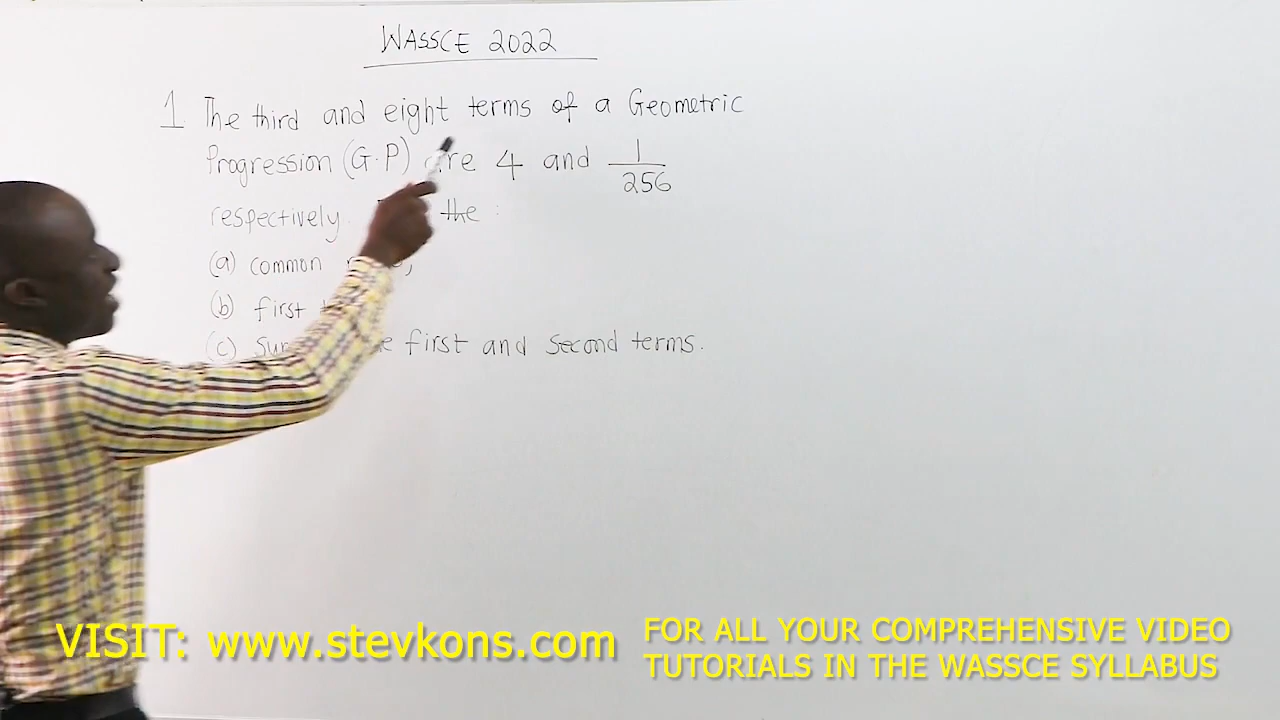 WASSCE 2022
1. The third and eight terms of a Geometric
Progression (G.P) are 4 and 1/256
respectively. the :
(a) common
(b) first
(c) first and second terms.
VISIT: www.stevkons.com
FOR ALL YOUR COMPREHENSIVE VIDEO
TUTORIALS IN THE WASSCE SYLLABUS